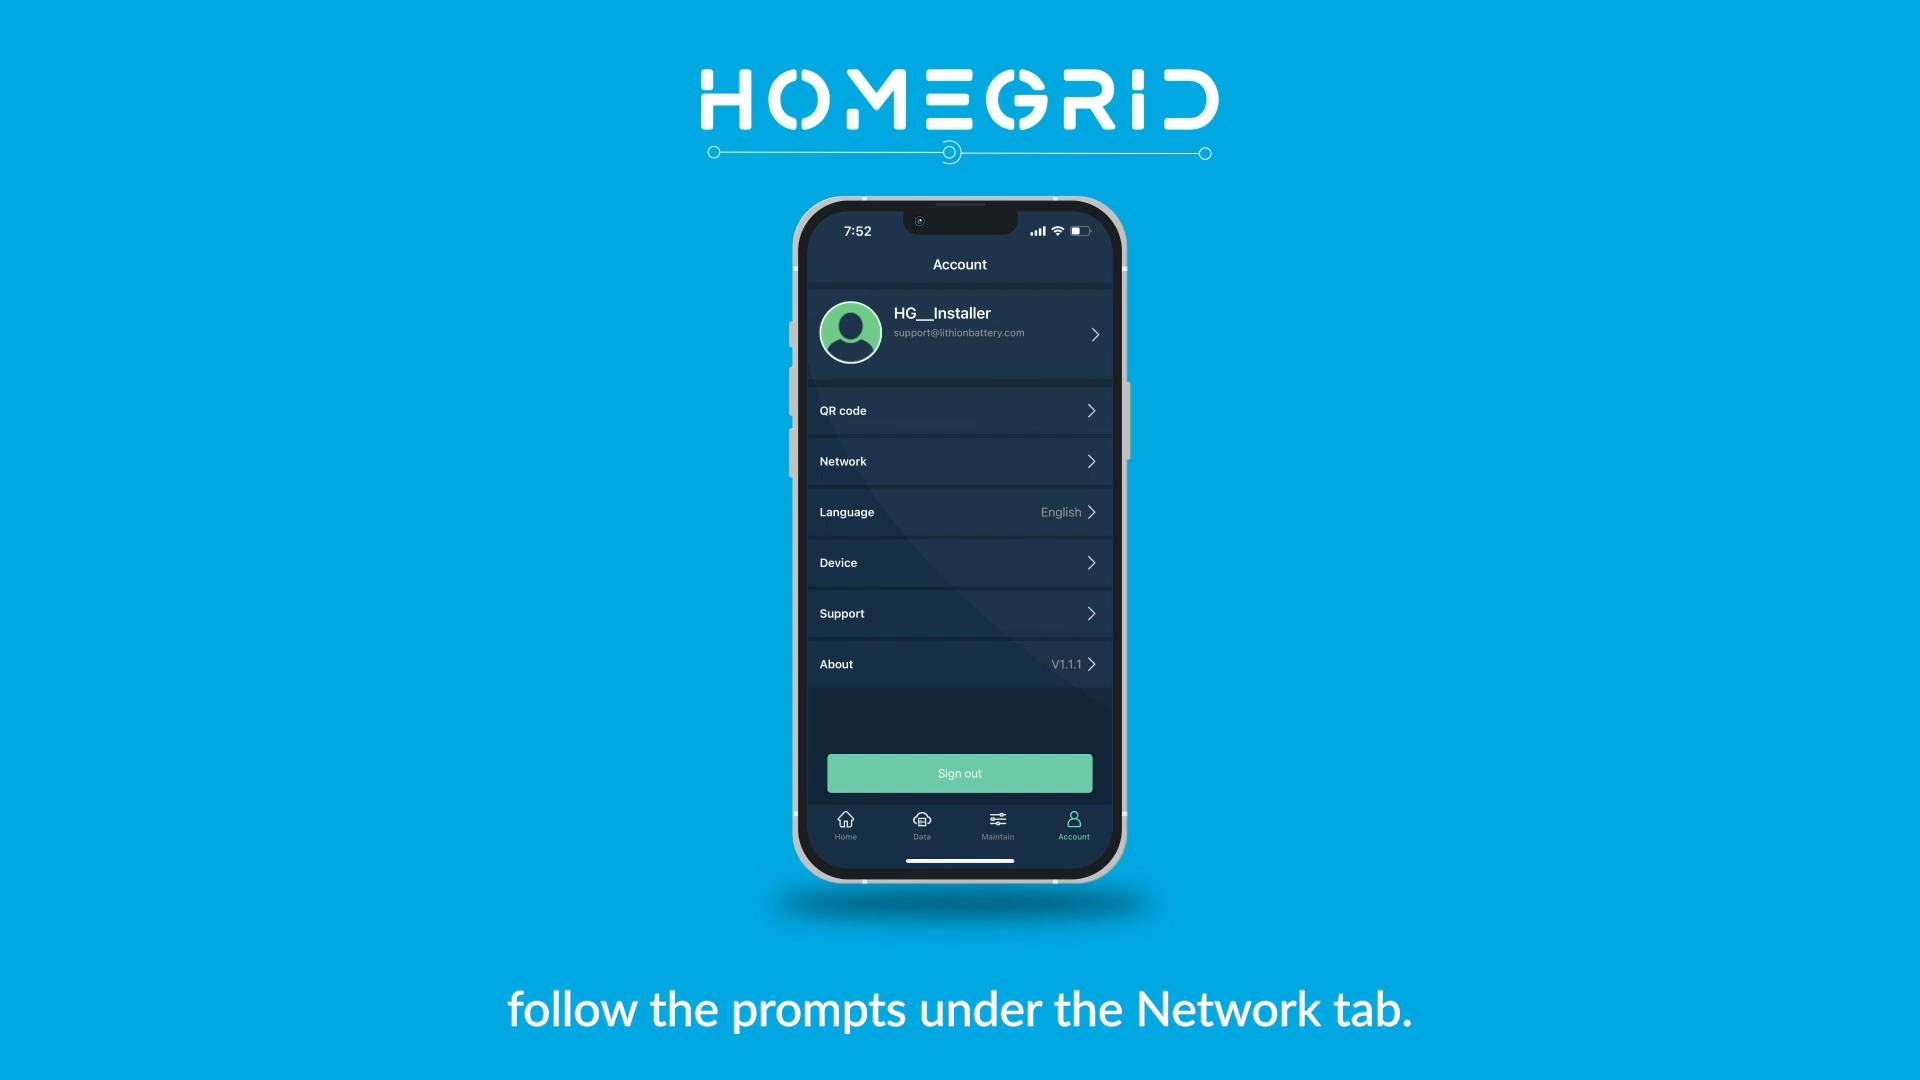 HOMEGRID
7:52
Account
HG__Installer
support@lithionbattery.com
QR code
Network
Language English
Device
Support
About V1.1.1
Sign out
Home Data Maintain Account
follow the prompts under the Network tab.